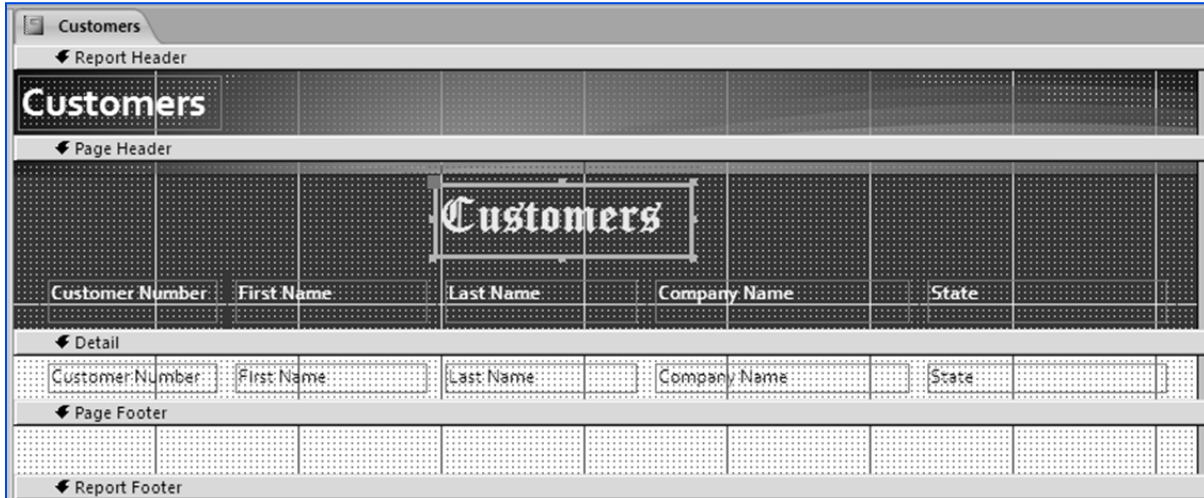 Customers
Report Header
Customers
Page Header
Customers
Customer Number First Name Last Name Company Name State
Detail
Customer Number First Name Last Name Company Name State
Page Footer
Report Footer